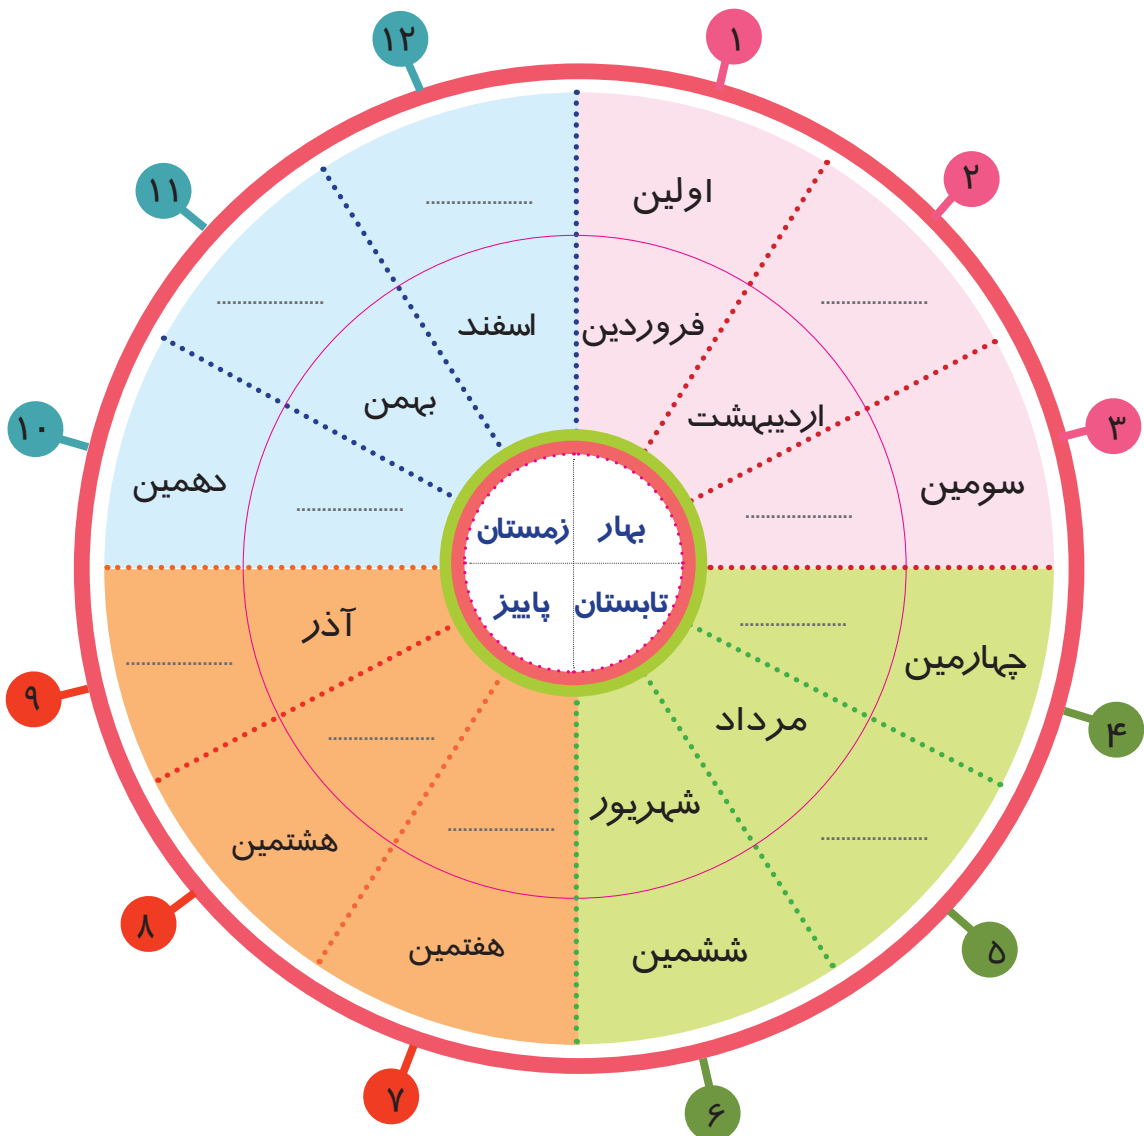 ۱
اولین
فروردین
۲
....................
اردیبهشت
۳
سومین
....................
۴
چهارمین
....................
۵
....................
مرداد
۶
ششمین
شهریور
۷
هفتمین
....................
۸
هشتمین
....................
۹
....................
آذر
۱۰
دهمین
....................
۱۱
....................
بهمن
۱۲
....................
اسفند
بهار
تابستان
پاییز
زمستان